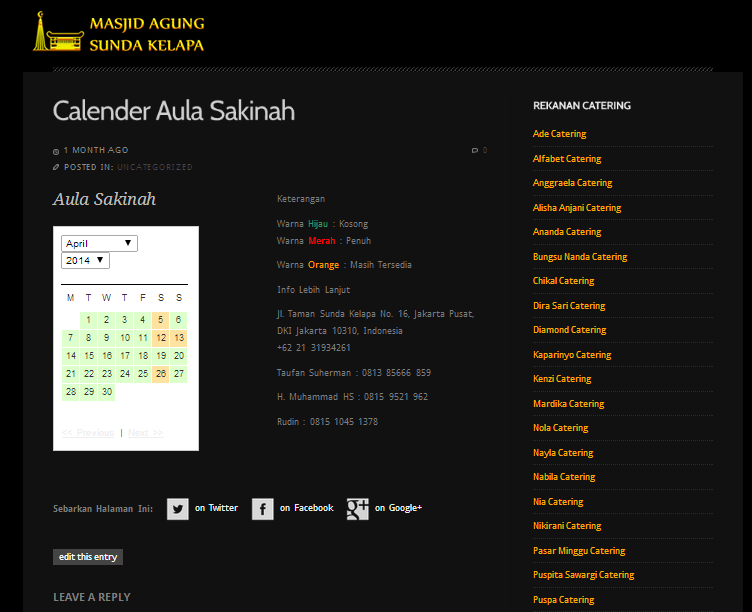 MASJID AGUNG
SUNDA KELAPA
Calender Aula Sakinah
1 MONTH AGO
0
POSTED IN: UNCATEGORIZED
Aula Sakinah
April
2014
M T W T F S S
1 2 3 4 5 6
7 8 9 10 11 12 13
14 15 16 17 18 19 20
21 22 23 24 25 26 27
28 29 30
<< Previous | Next >>
Keterangan
Warna Hijau : Kosong
Warna Merah : Penuh
Warna Orange : Masih Tersedia
Info Lebih Lanjut
Jl. Taman Sunda Kelapa No. 16, Jakarta Pusat,
DKI Jakarta 10310, Indonesia
+62 21 31934261
Taufan Suherman : 0813 85666 859
H. Muhammad HS : 0815 9521 962
Rudin : 0815 1045 1378
Sebarkan Halaman Ini: on Twitter on Facebook on Google+
edit this entry
LEAVE A REPLY
REKANAN CATERING
Ade Catering
Alfabet Catering
Anggraela Catering
Alisha Anjani Catering
Ananda Catering
Bungsu Nanda Catering
Chikal Catering
Dira Sari Catering
Diamond Catering
Kaparinyo Catering
Kenzi Catering
Mardika Catering
Nola Catering
Nayla Catering
Nabila Catering
Nia Catering
Nikirani Catering
Pasar Minggu Catering
Puspita Sawargi Catering
Puspa Catering